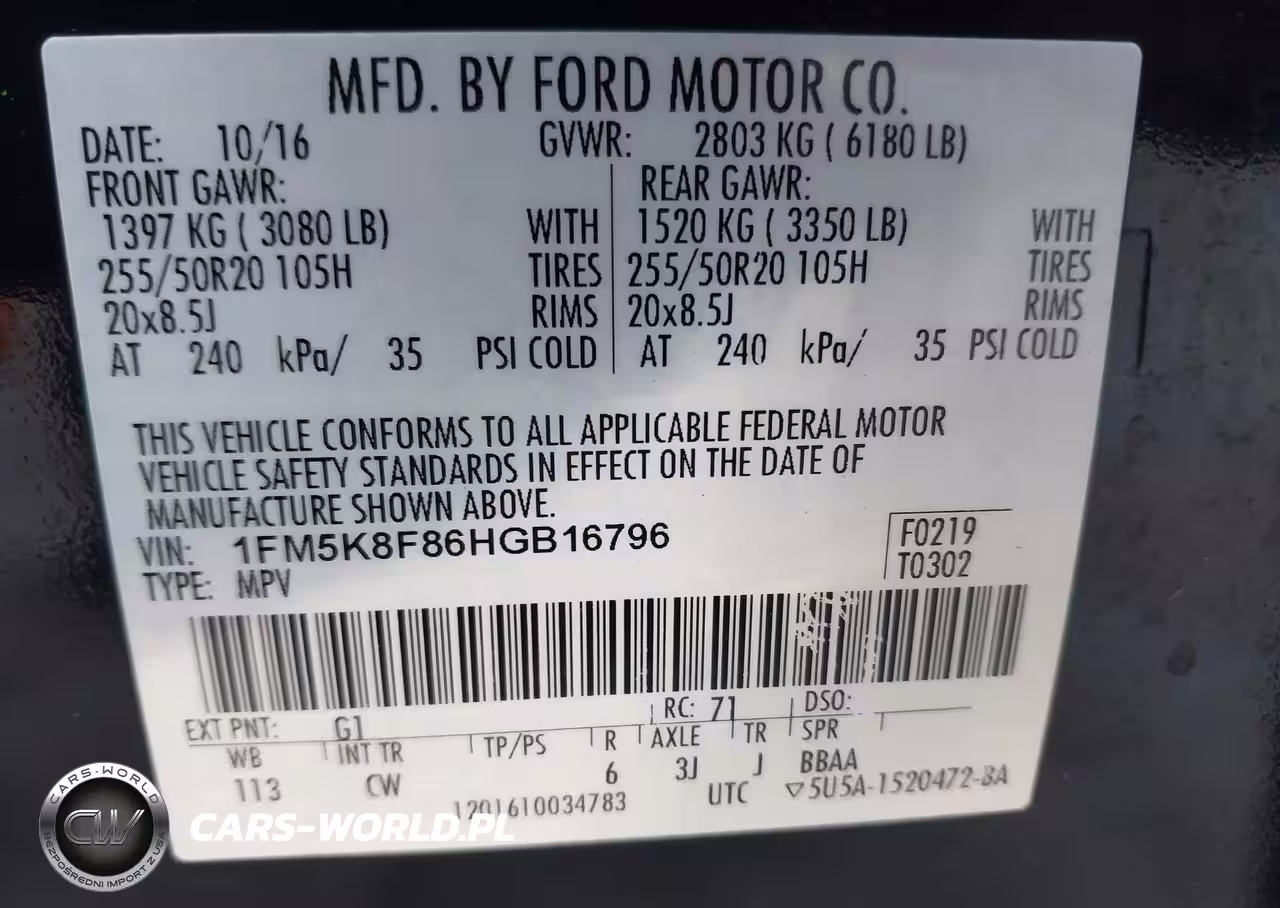 MFD. BY FORD MOTOR CO.
DATE: 10/16 GVWR: 2803 KG ( 6180 LB)
FRONT GAWR: REAR GAWR:
1397 KG ( 3080 LB) WITH 1520 KG ( 3350 LB) WITH
255/50R20 105H TIRES 255/50R20 105H TIRES
20x8.5J RIMS 20x8.5J RIMS
AT 240 kPa/ 35 PSI COLD AT 240 kPa/ 35 PSI COLD
THIS VEHICLE CONFORMS TO ALL APPLICABLE FEDERAL MOTOR
VEHICLE SAFETY STANDARDS IN EFFECT ON THE DATE OF
MANUFACTURE SHOWN ABOVE.
VIN: 1FM5K8F86HGB16796 F0219
TYPE: MPV T0302
EXT PNT: G1 RC: 71 DSO:
WB INT TR TP/PS R AXLE TR SPR
113 CW 6 3J J BBAA
1201610034783 UTC ▽5U5A-1520472-BA
CARS-WORLD
CW
BEZPOŚREDNI IMPORT Z USA
CARS-WORLD.PL